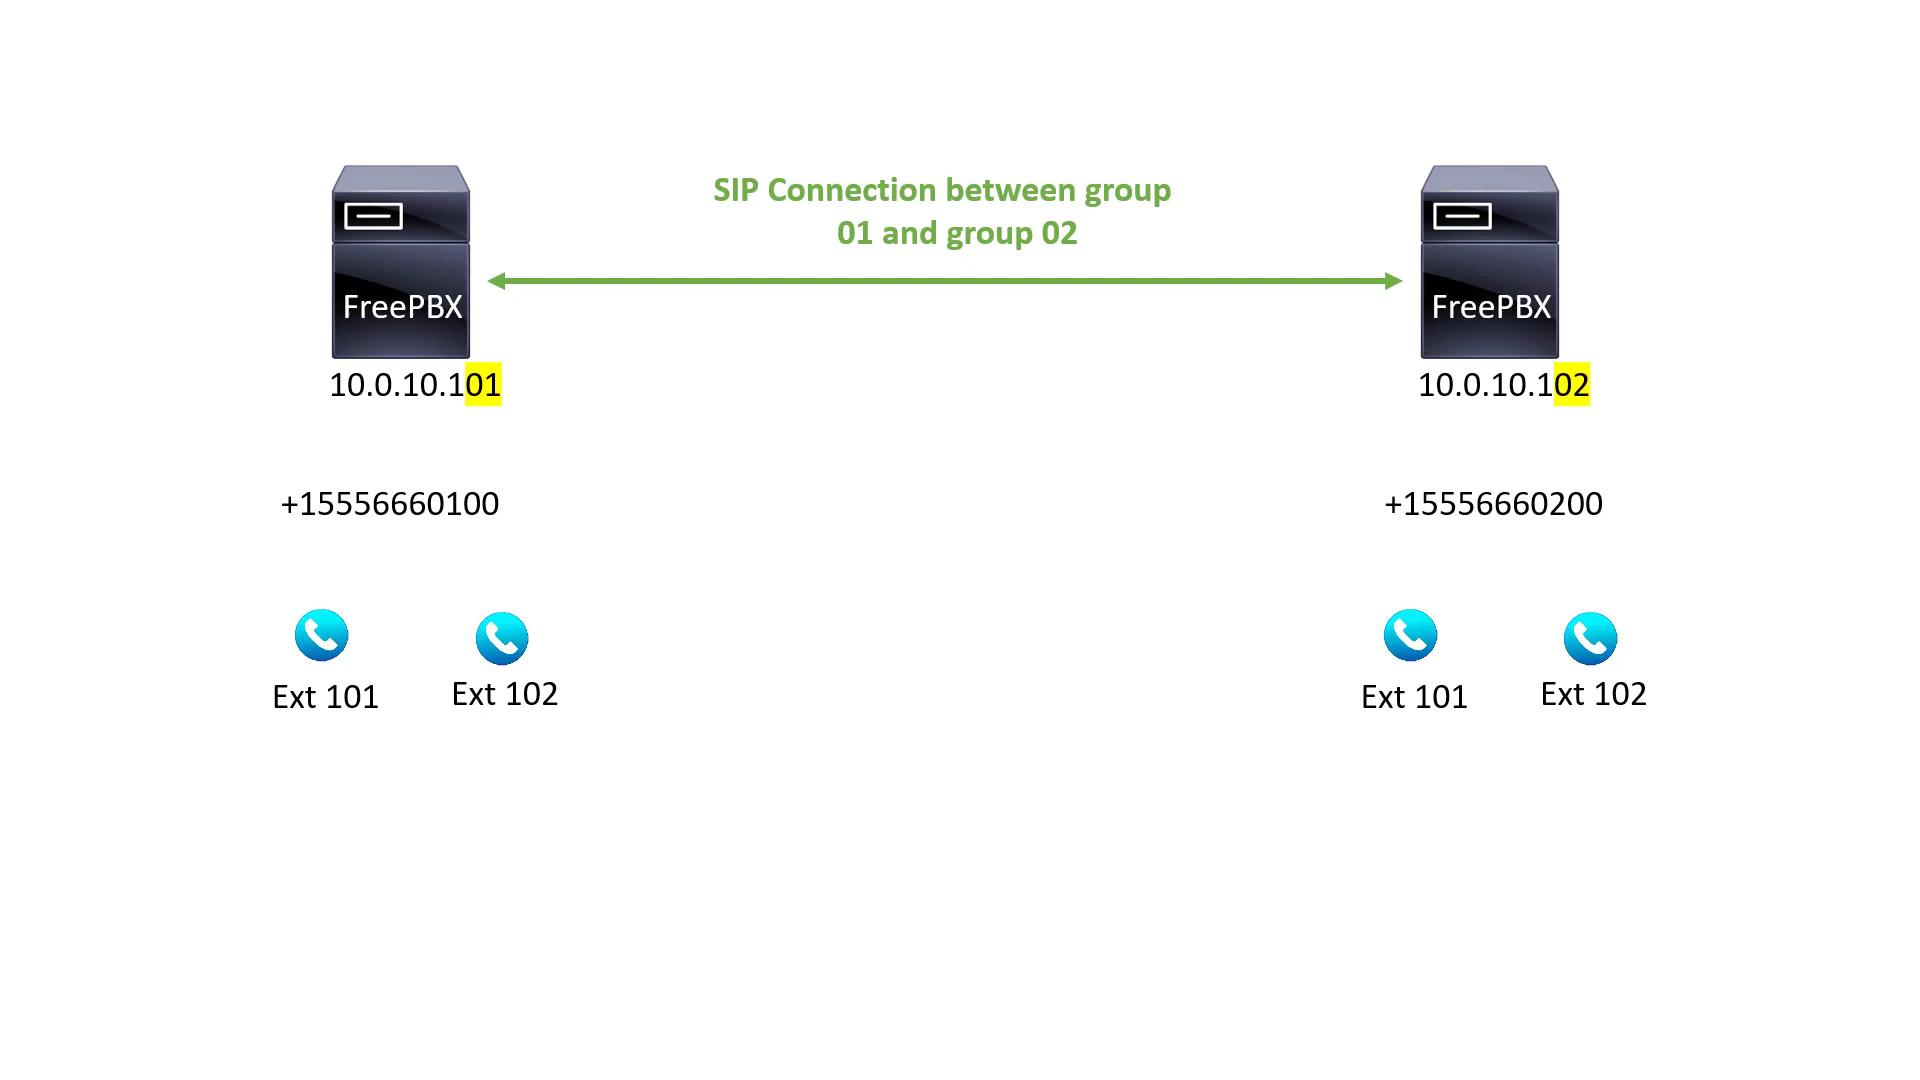 SIP Connection between group
01 and group 02
FreePBX
FreePBX
10.0.10.101
10.0.10.102
+15556660100
+15556660200
Ext 101
Ext 102
Ext 101
Ext 102